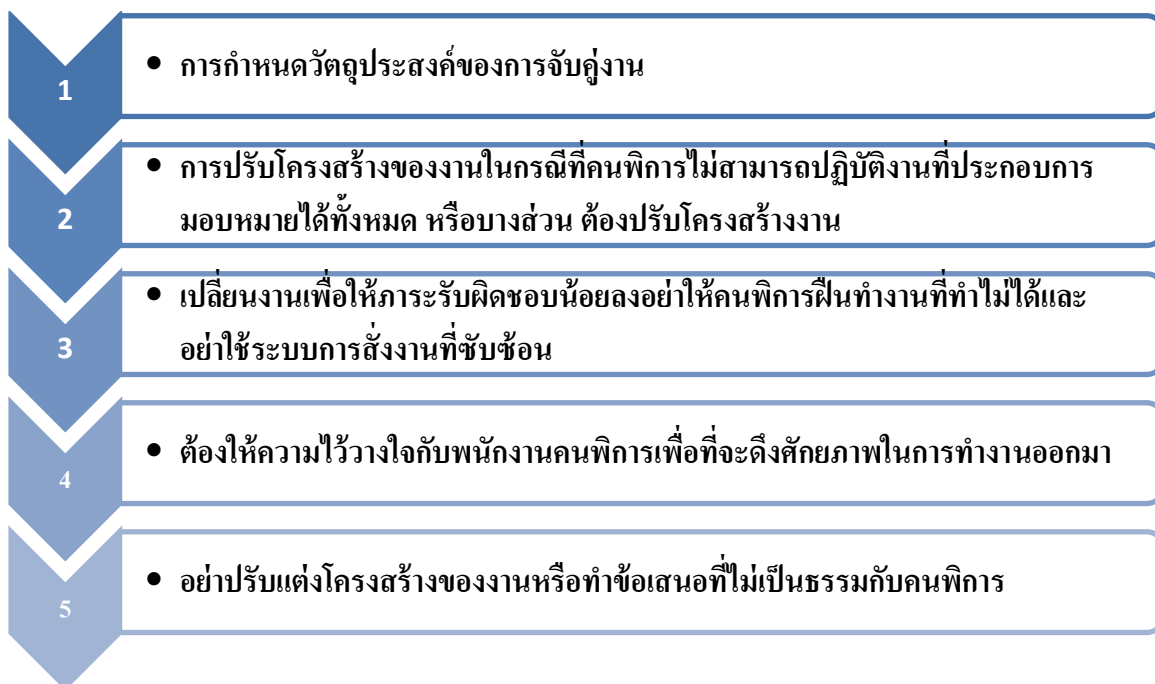 1
• การกำหนดวัตถุประสงค์ของการจับคู่งาน
2
• การปรับโครงสร้างของงานในกรณีที่คนพิการไม่สามารถปฏิบัติงานที่ประกอบการ
มอบหมายได้ทั้งหมด หรือบางส่วน ต้องปรับโครงสร้างงาน
3
• เปลี่ยนงานเพื่อให้ภาระรับผิดชอบน้อยลงอย่าให้คนพิการฝืนทำงานที่ทำไม่ได้และ
อย่าใช้ระบบการสั่งงานที่ซับซ้อน
4
• ต้องให้ความไว้วางใจกับพนักงานคนพิการเพื่อที่จะดึงศักยภาพในการทำงานออกมา
5
• อย่าปรับแต่งโครงสร้างของงานหรือทำข้อเสนอที่ไม่เป็นธรรมกับคนพิการ